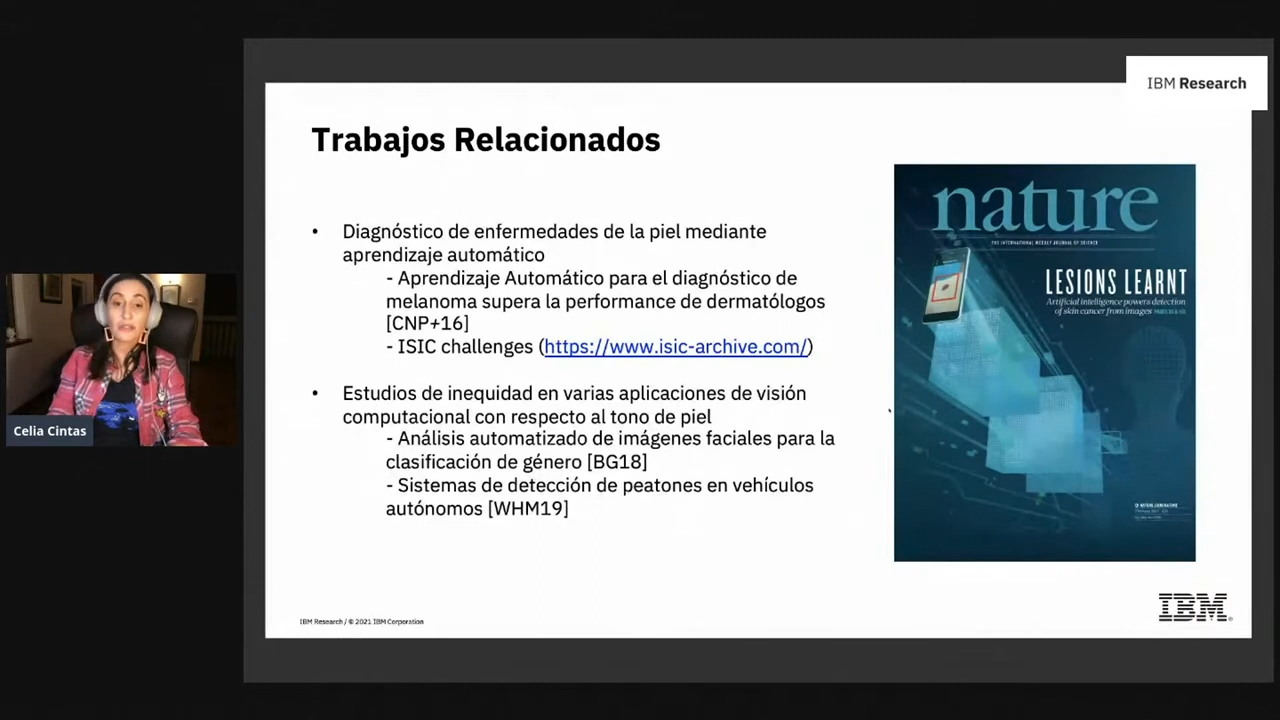 IBM Research
Trabajos Relacionados
• Diagnóstico de enfermedades de la piel mediante
aprendizaje automático
- Aprendizaje Automático para el diagnóstico de
melanoma supera la performance de dermatólogos
[CNP+16]
- ISIC challenges (https://www.isic-archive.com/)
• Estudios de inequidad en varias aplicaciones de visión
computacional con respecto al tono de piel
- Análisis automatizado de imágenes faciales para la
clasificación de género [BG18]
- Sistemas de detección de peatones en vehículos
autónomos [WHM19]
nature
THE INTERNATIONAL WEEKLY JOURNAL OF SCIENCE
LESIONS LEARNT
Artificial intelligence powers detection
of skin cancer from images
Celia Cintas
IBM Research / © 2021 IBM Corporation
IBM